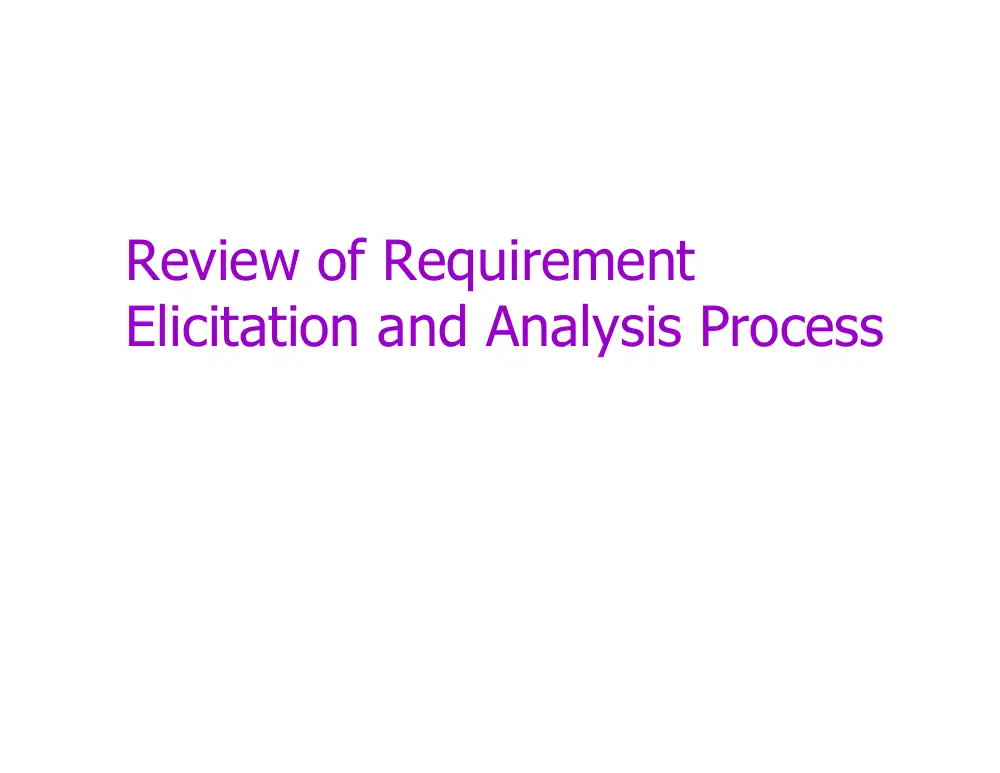 Review of Requirement
Elicitation and Analysis Process